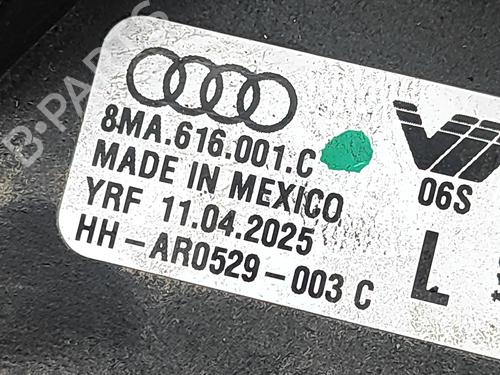 8MA.616.001.C
MADE IN MEXICO
YRF 11.04.2025
HH-AR0529-003 C
06S
L
B-PARTS